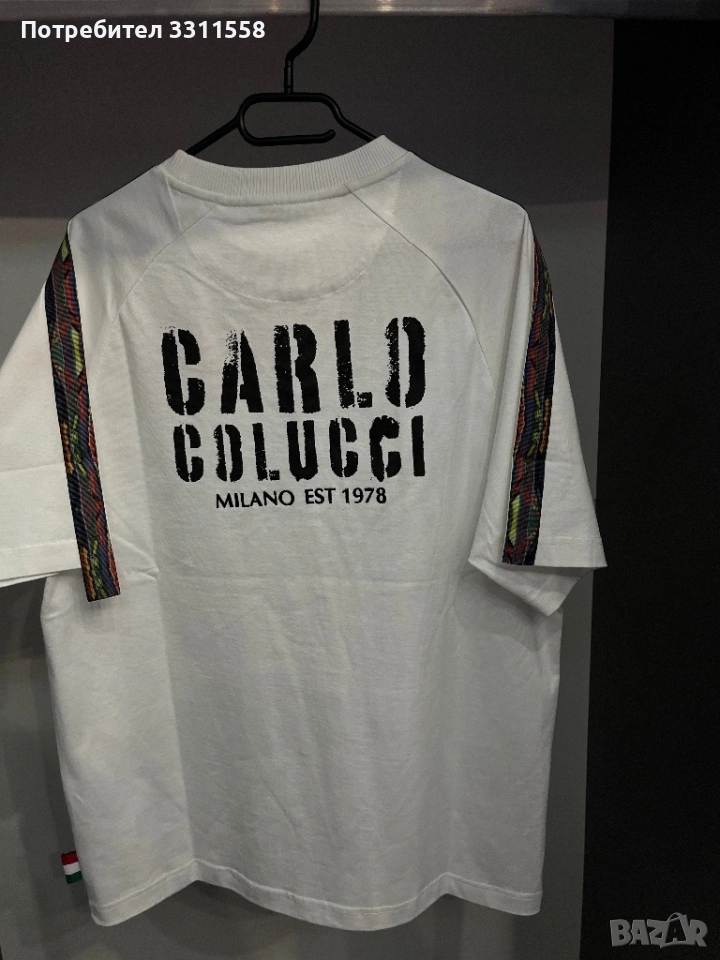 Потребител 3311558
CARLO
COLUCCI
MILANO EST 1978
BAZAR